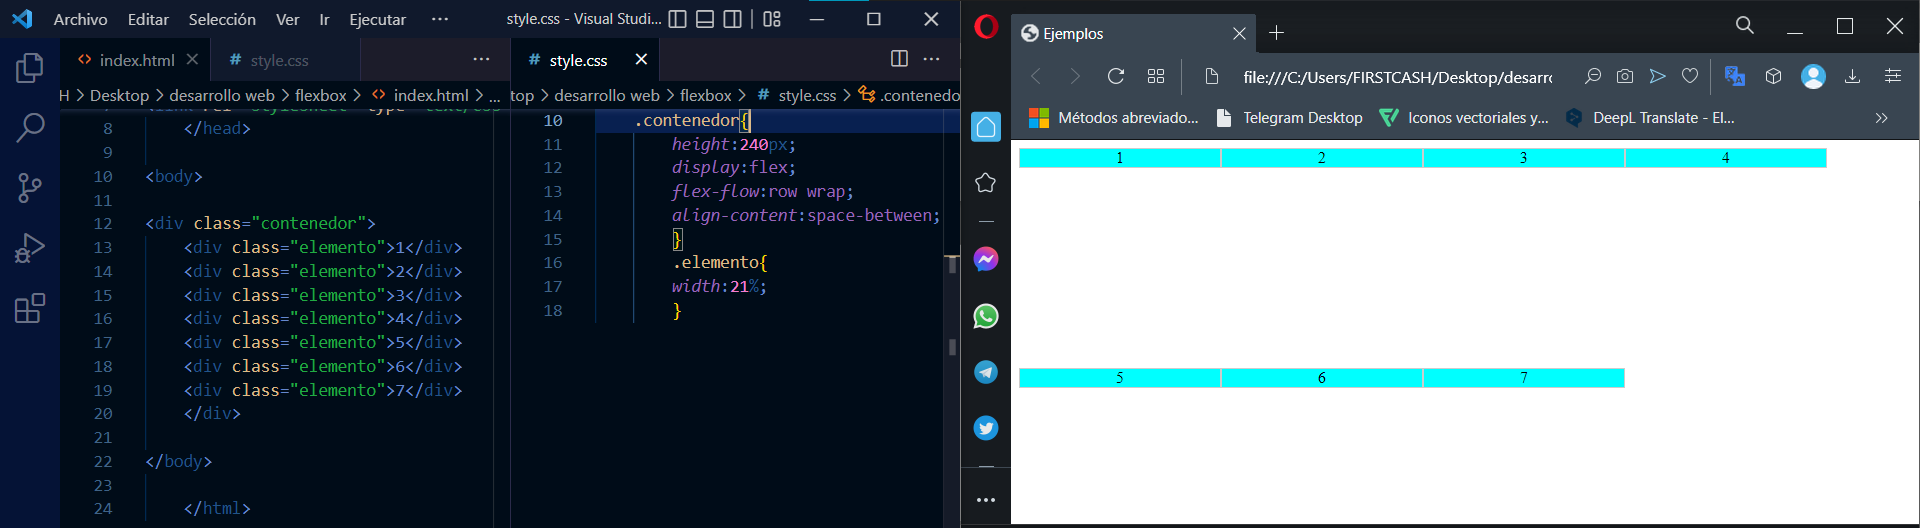 Archivo Editar Selección Ver Ir Ejecutar ··· style.css - Visual Studi...
index.html style.css ···
H > Desktop > desarrollo web > flexbox > index.html > ...
8 </head>
9
10 <body>
11
12 <div class="contenedor">
13 <div class="elemento">1</div>
14 <div class="elemento">2</div>
15 <div class="elemento">3</div>
16 <div class="elemento">4</div>
17 <div class="elemento">5</div>
18 <div class="elemento">6</div>
19 <div class="elemento">7</div>
20 </div>
21
22 </body>
23
24 </html>
# style.css ···
top > desarrollo web > flexbox > # style.css > .contenedo
10 .contenedor{
11 height:240px;
12 display:flex;
13 flex-flow:row wrap;
14 align-content:space-between;
15 }
16 .elemento{
17 width:21%;
18 }
Ejemplos
file:///C:/Users/FIRSTCASH/Desktop/desarro
Métodos abreviado... Telegram Desktop Iconos vectoriales y... DeepL Translate - El... »
1 2 3 4
5 6 7